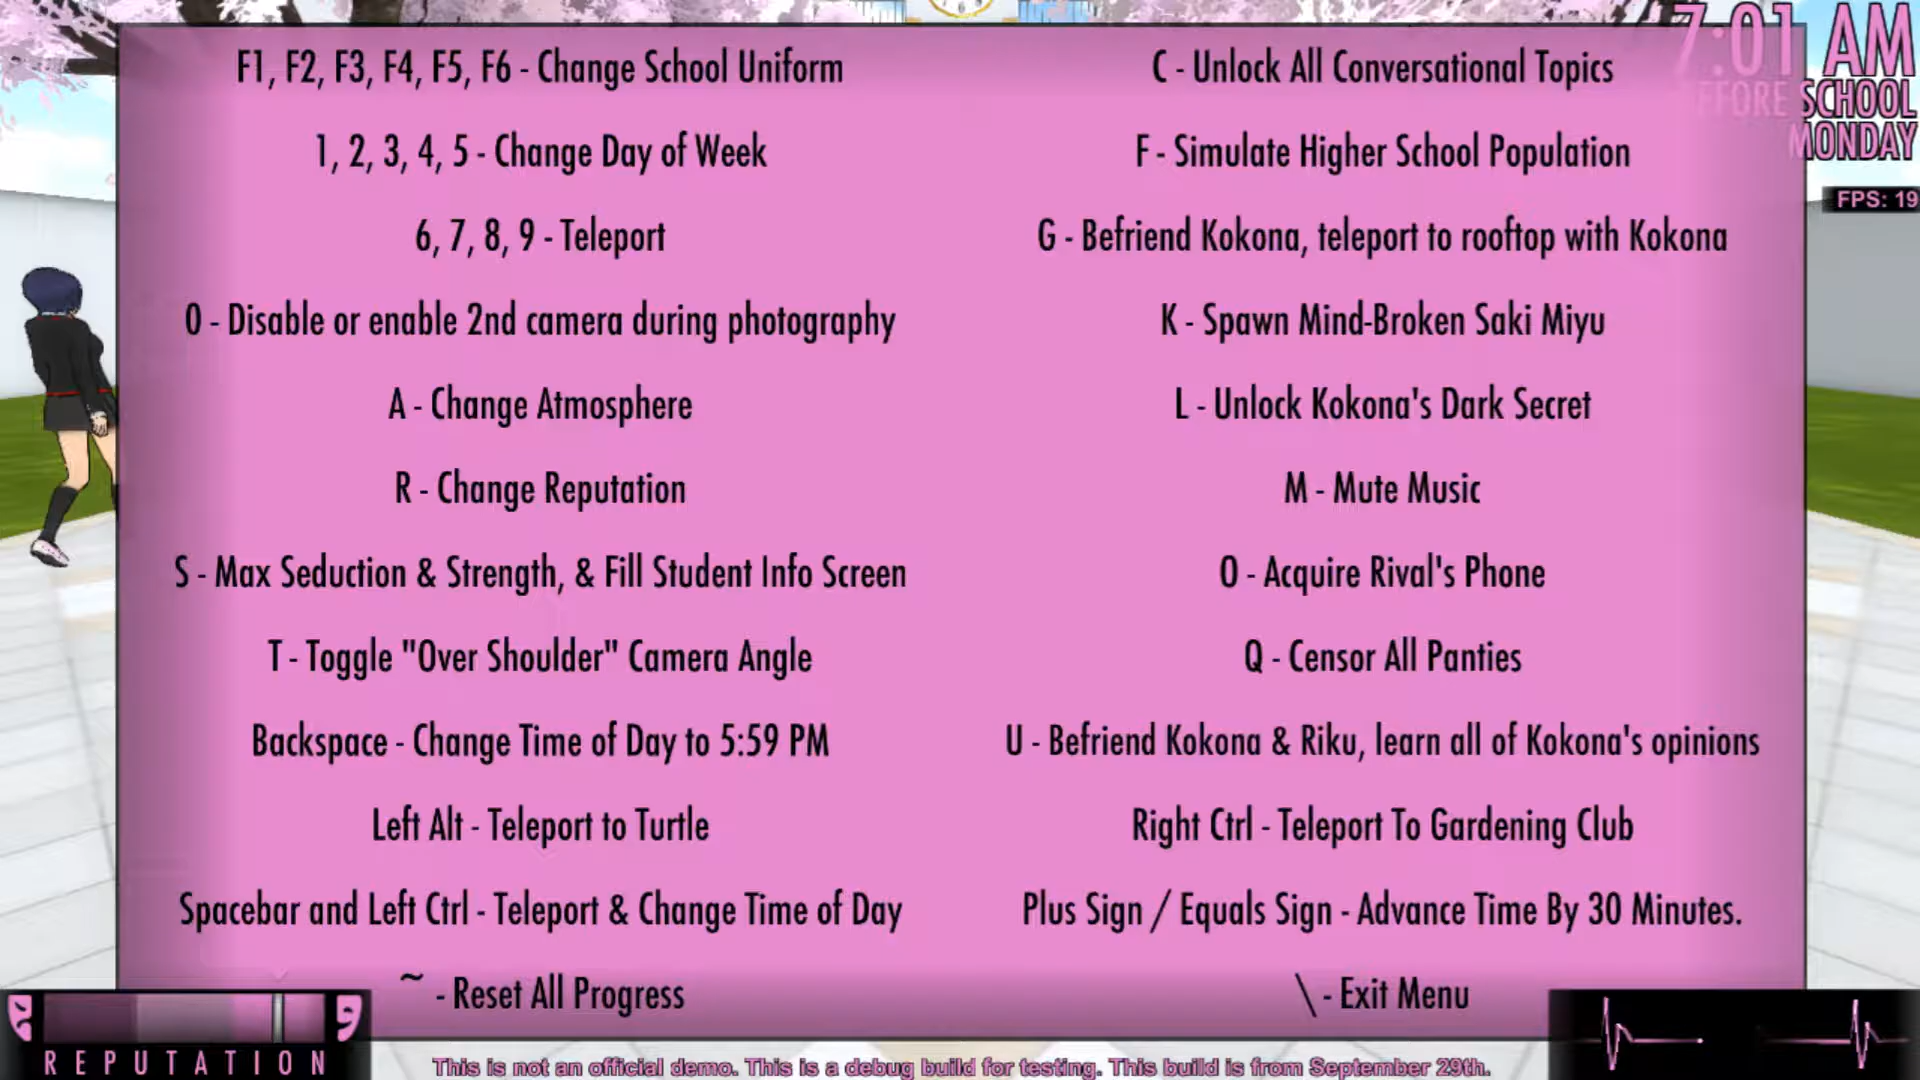 F1, F2, F3, F4, F5, F6 - Change School Uniform
1, 2, 3, 4, 5 - Change Day of Week
6, 7, 8, 9 - Teleport
0 - Disable or enable 2nd camera during photography
A - Change Atmosphere
R - Change Reputation
S - Max Seduction & Strength, & Fill Student Info Screen
T - Toggle "Over Shoulder" Camera Angle
Backspace - Change Time of Day to 5:59 PM
Left Alt - Teleport to Turtle
Spacebar and Left Ctrl - Teleport & Change Time of Day
~ - Reset All Progress
C - Unlock All Conversational Topics
F - Simulate Higher School Population
G - Befriend Kokona, teleport to rooftop with Kokona
K - Spawn Mind-Broken Saki Miyu
L - Unlock Kokona's Dark Secret
M - Mute Music
O - Acquire Rival's Phone
Q - Censor All Panties
U - Befriend Kokona & Riku, learn all of Kokona's opinions
Right Ctrl - Teleport To Gardening Club
Plus Sign / Equals Sign - Advance Time By 30 Minutes.
\ - Exit Menu
7:01 AM
BEFORE SCHOOL
MONDAY
FPS: 19
REPUTATION
This is not an official demo. This is a debug build for testing. This build is from September 29th.